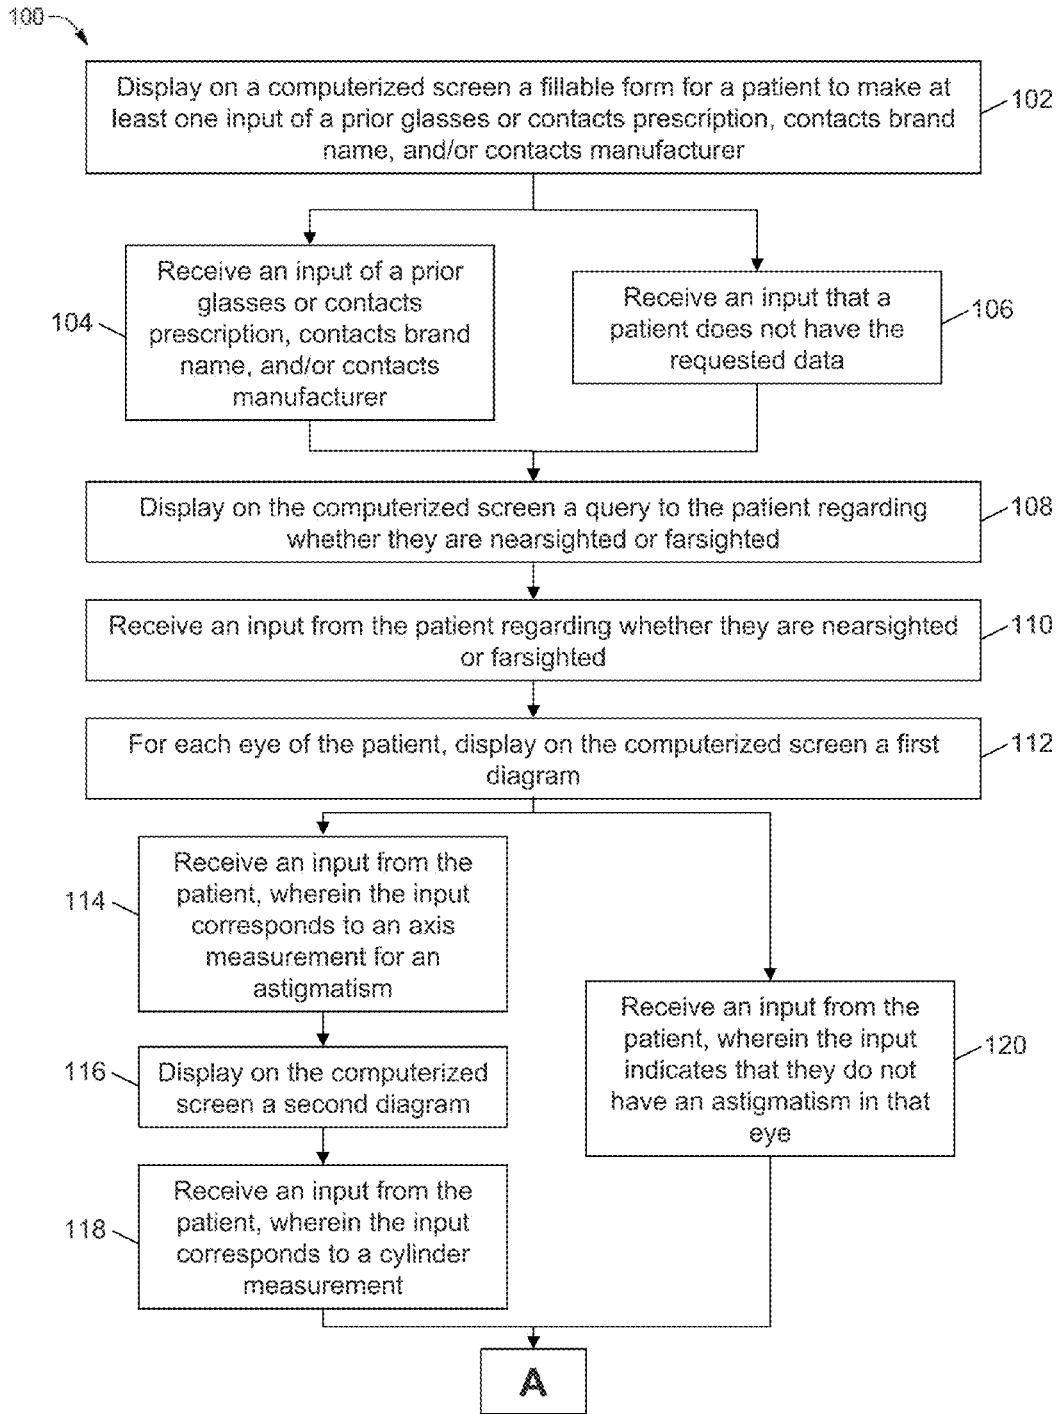 100
Display on a computerized screen a fillable form for a patient to make at
least one input of a prior glasses or contacts prescription, contacts brand
name, and/or contacts manufacturer
102
Receive an input of a prior
glasses or contacts
prescription, contacts brand
name, and/or contacts
manufacturer
104
Receive an input that a
patient does not have the
requested data
106
Display on the computerized screen a query to the patient regarding
whether they are nearsighted or farsighted
108
Receive an input from the patient regarding whether they are nearsighted
or farsighted
110
For each eye of the patient, display on the computerized screen a first
diagram
112
Receive an input from the
patient, wherein the input
corresponds to an axis
measurement for an
astigmatism
114
Display on the computerized
screen a second diagram
116
Receive an input from the
patient, wherein the input
corresponds to a cylinder
measurement
118
Receive an input from the
patient, wherein the input
indicates that they do not
have an astigmatism in that
eye
120
A